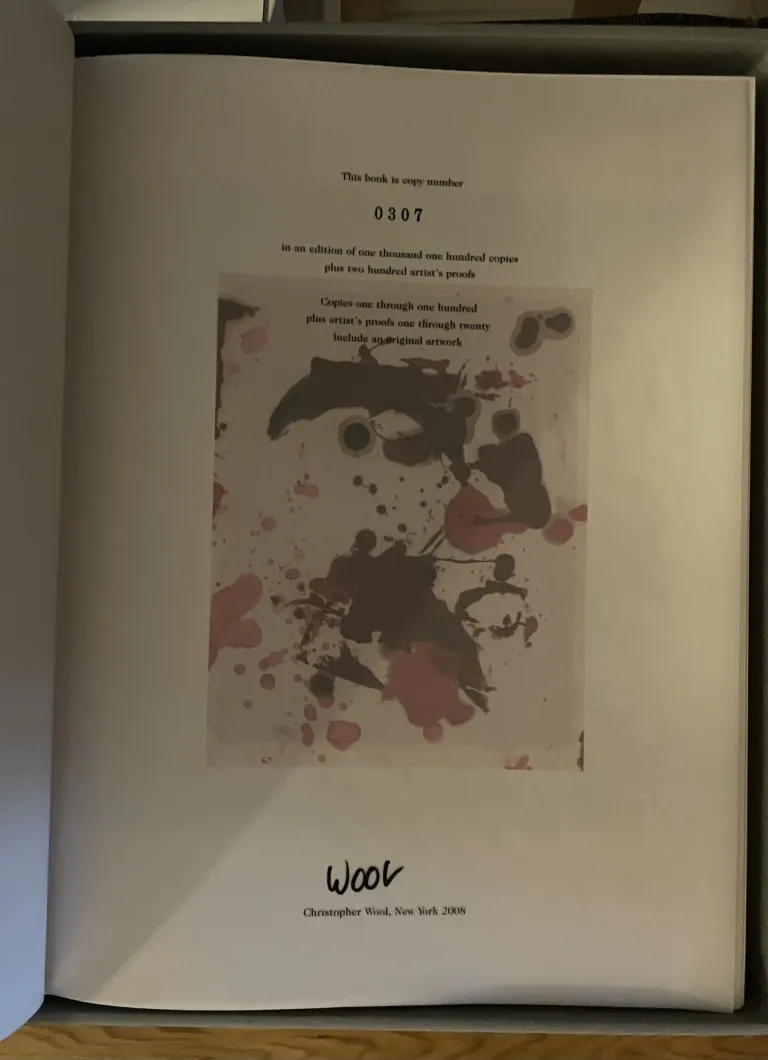 This book is copy number
0307
in an edition of one thousand one hundred copies
plus two hundred artist's proofs
Copies one through one hundred
plus artist's proofs one through twenty
include an original artwork
WOOL
Christopher Wool, New York 2008